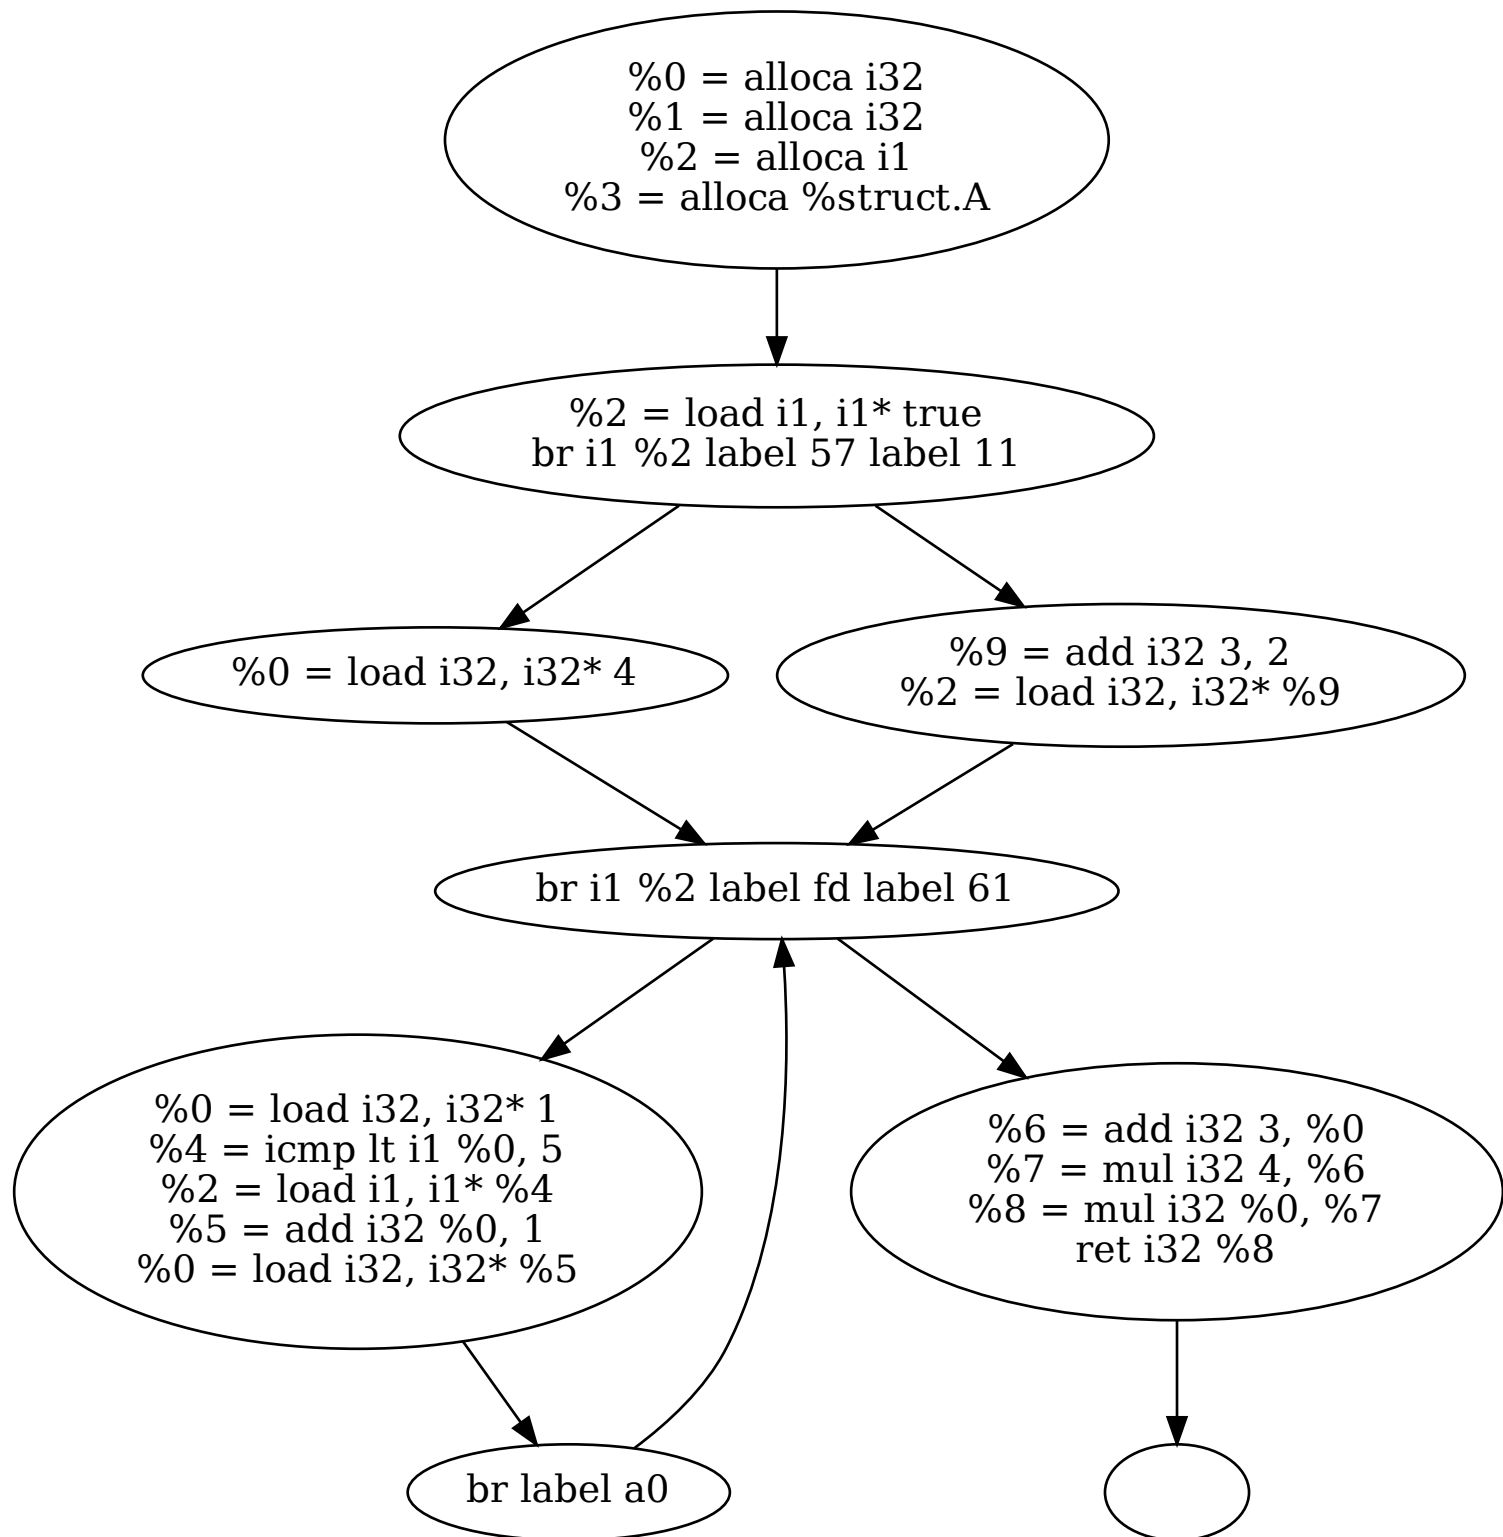 %0 = alloca i32
%1 = alloca i32
%2 = alloca i1
%3 = alloca %struct.A
%2 = load i1, i1* true
br i1 %2 label 57 label 11
%0 = load i32, i32* 4
%9 = add i32 3, 2
%2 = load i32, i32* %9
br i1 %2 label fd label 61
%0 = load i32, i32* 1
%4 = icmp lt i1 %0, 5
%2 = load i1, i1* %4
%5 = add i32 %0, 1
%0 = load i32, i32* %5
%6 = add i32 3, %0
%7 = mul i32 4, %6
%8 = mul i32 %0, %7
ret i32 %8
br label a0